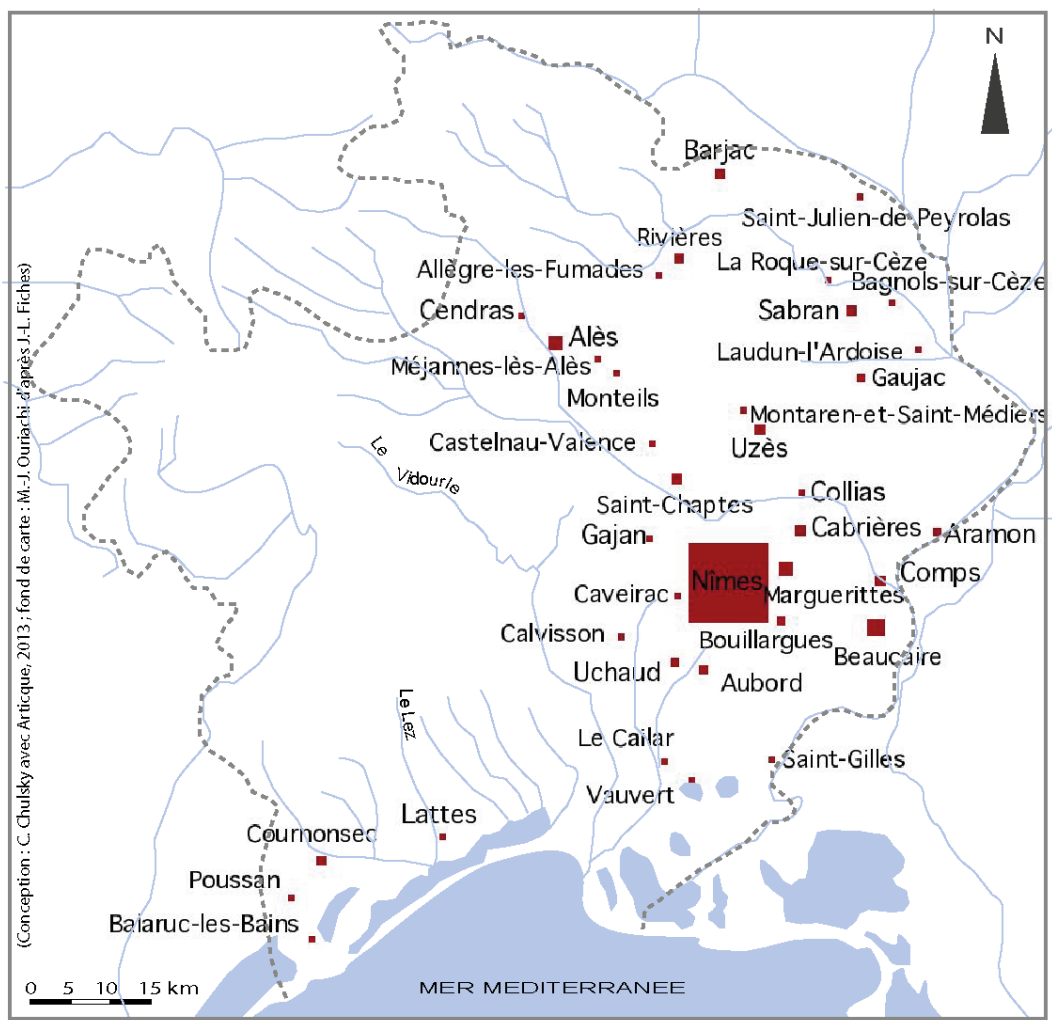 N
Barjac
Saint-Julien-de Peyrolas
Rivières
La Roque-sur-Cèze
Allègre-les-Fumades
Bagnols-sur-Cèze
Cendras
Sabran
Alès
Laudun-l'Ardoise
Méjannes-lès-Alès
Gaujac
Monteils
Montaren-et-Saint-Médiers
Castelnau-Valence
Uzès
Le Vidourle
Saint-Chaptes
Collias
Gajan
Cabrières
Aramon
Nîmes
Comps
Caveirac
Marguerittes
Calvisson
Bouillargues
Beaucaire
Uchaud
Aubord
Le Lez
Le Cailar
Saint-Gilles
Vauvert
Lattes
Cournonsec
Poussan
Balaruc-les-Bains
0 5 10 15 km
MER MEDITERRANEE
(Conception : C. Chulsky avec Articque, 2013 ; fond de carte : M.-J. Ouriachi d'après J.-L. Fiches)